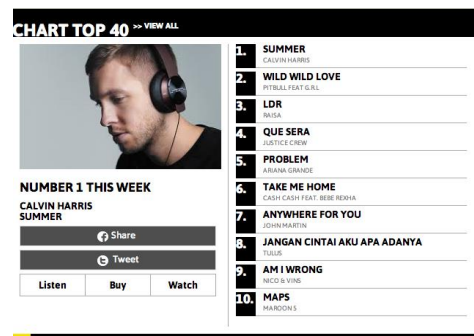 CHART TOP 40 >> VIEW ALL
NUMBER 1 THIS WEEK
CALVIN HARRIS
SUMMER
Share
Tweet
Listen Buy Watch
1. SUMMER
CALVIN HARRIS
2. WILD WILD LOVE
PITBULL FEAT G.R.L
3. LDR
RAISA
4. QUE SERA
JUSTICE CREW
5. PROBLEM
ARIANA GRANDE
6. TAKE ME HOME
CASH CASH FEAT. BEBE REXHA
7. ANYWHERE FOR YOU
JOHN MARTIN
8. JANGAN CINTAI AKU APA ADANYA
TULUS
9. AM I WRONG
NICO & VINS
10. MAPS
MAROON 5